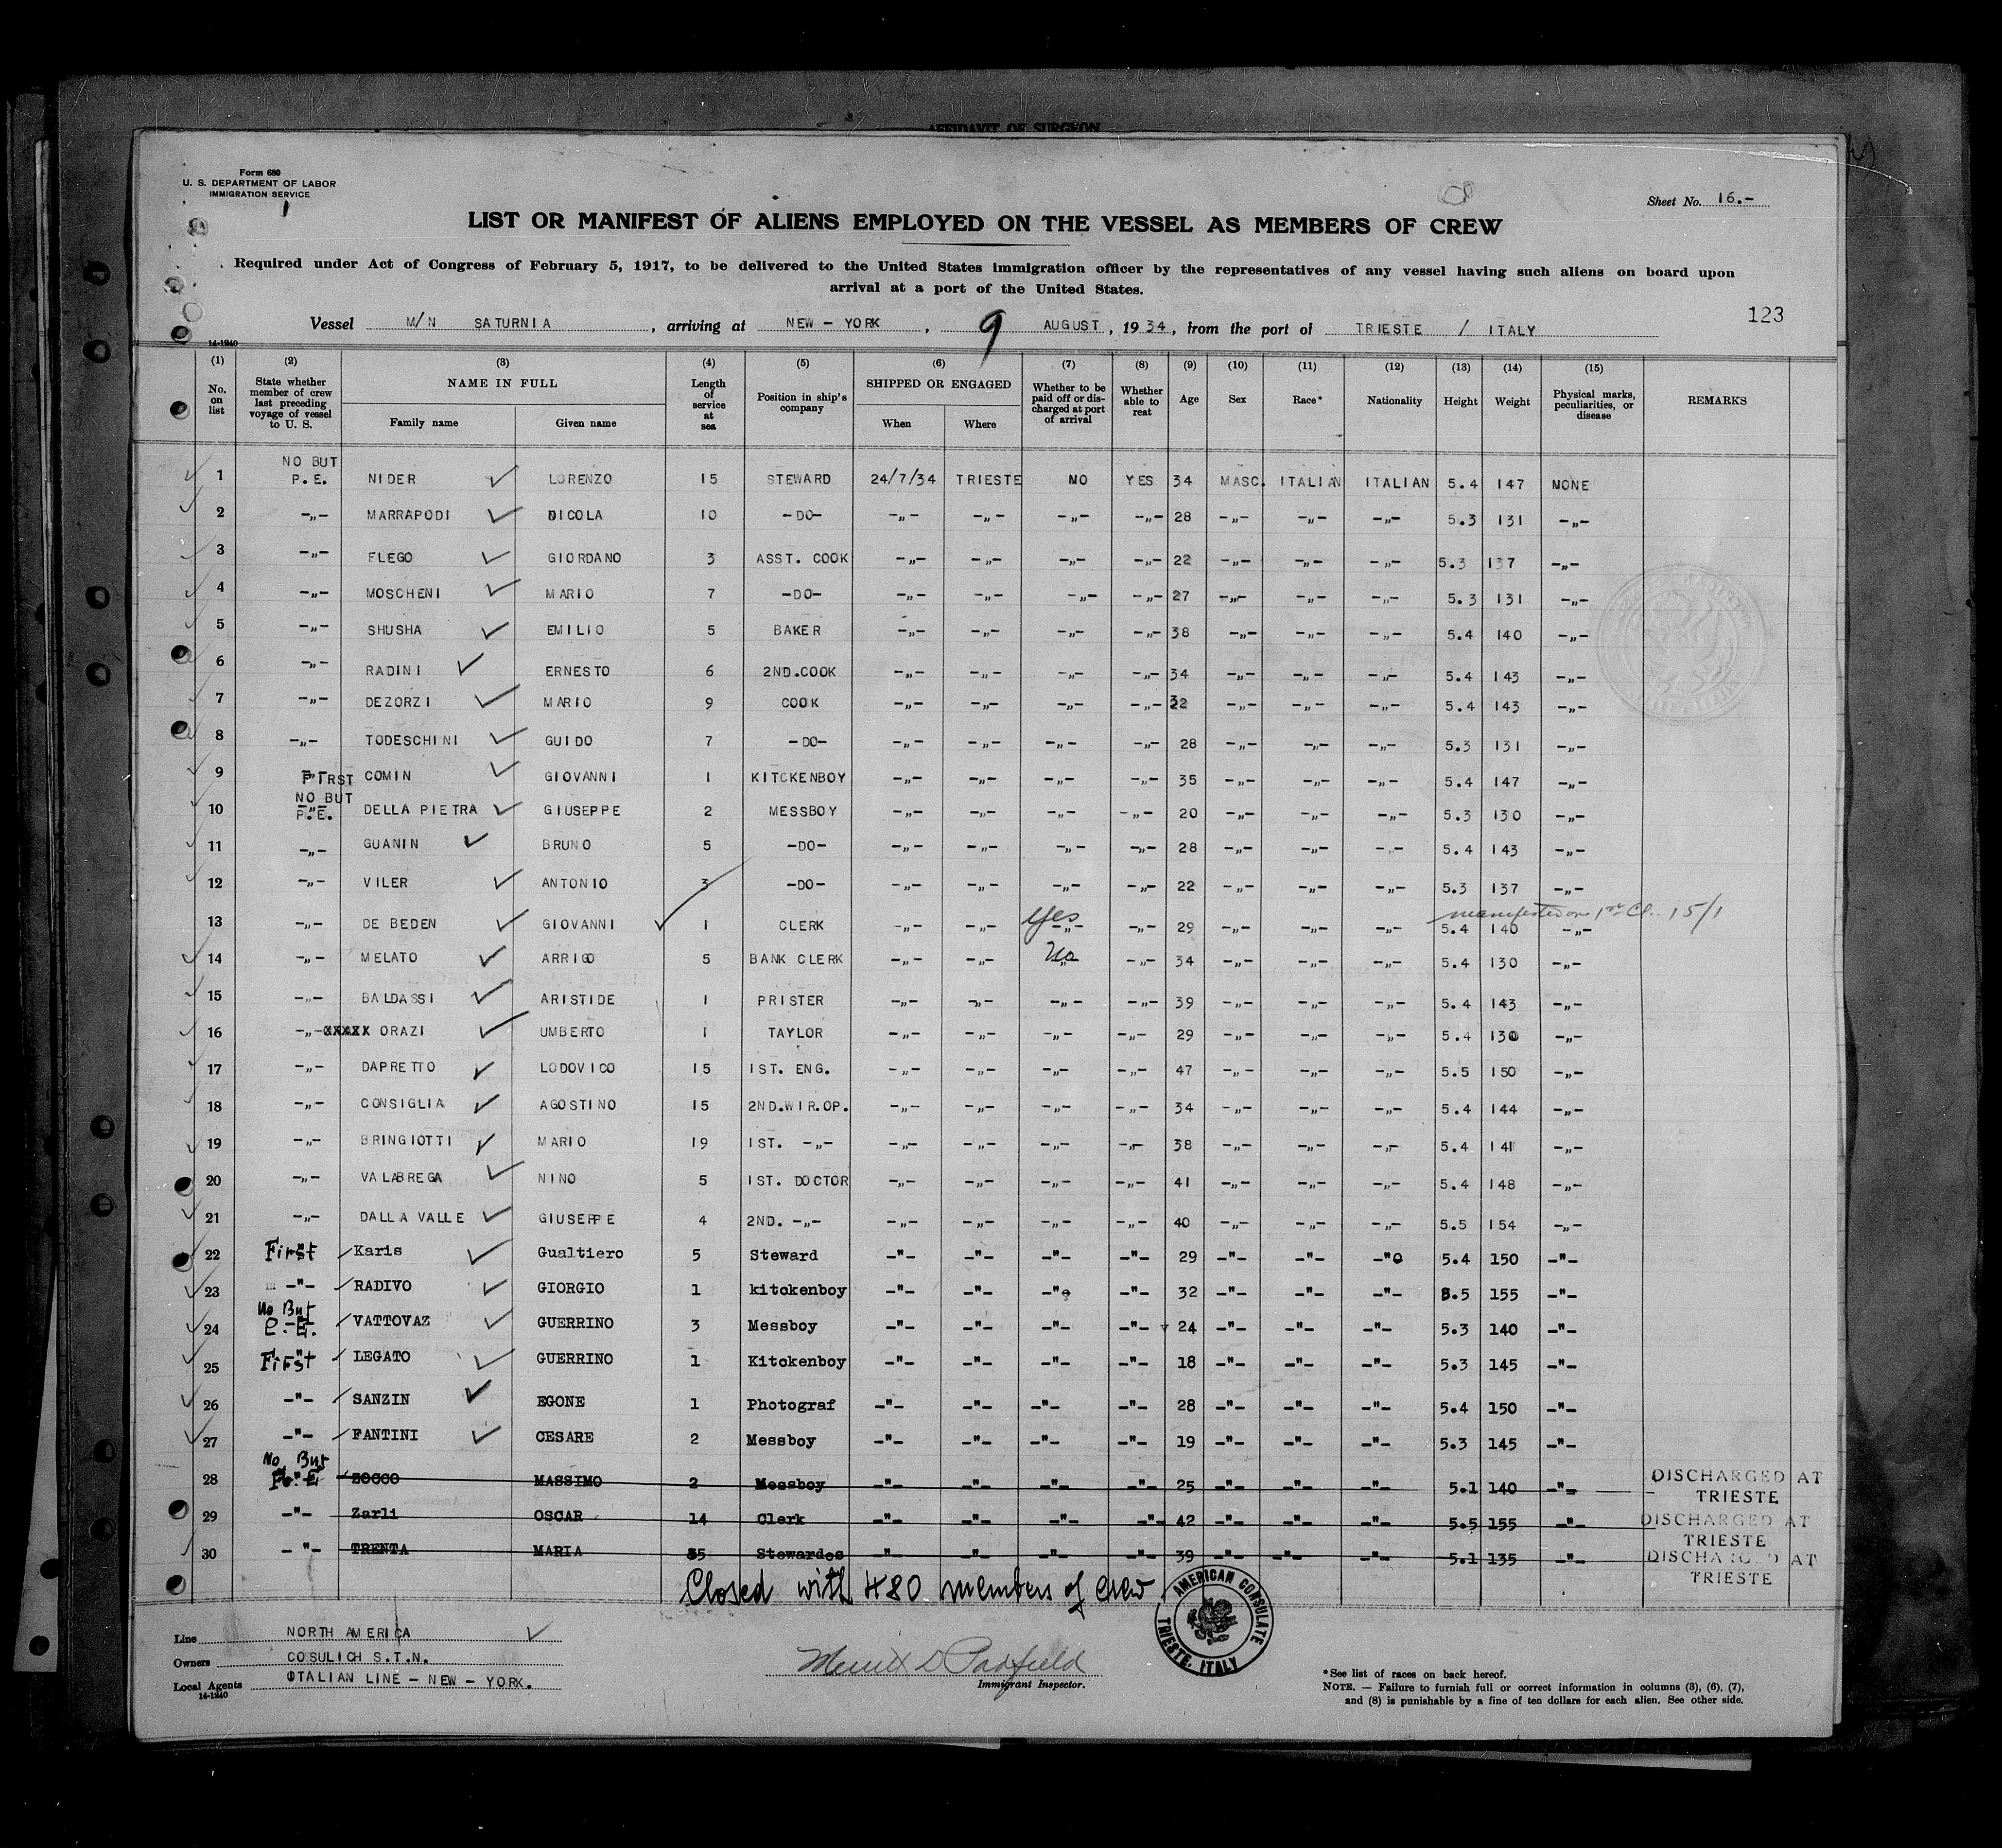 AFFIDAVIT OF SURGEON
Form 680
U. S. DEPARTMENT OF LABOR
IMMIGRATION SERVICE
Sheet No. 16.-
LIST OR MANIFEST OF ALIENS EMPLOYED ON THE VESSEL AS MEMBERS OF CREW
Required under Act of Congress of February 5, 1917, to be delivered to the United States immigration officer by the representatives of any vessel having such aliens on board upon
arrival at a port of the United States.
123
Vessel M/N SATURNIA, arriving at NEW-YORK, 9 AUGUST, 1934, from the port of TRIESTE / ITALY
14-1240
(1) No. on list (2) State whether member of crew last preceding voyage of vessel to U. S. (3) NAME IN FULL Family name Given name (4) Length of service at sea (5) Position in ship's company (6) SHIPPED OR ENGAGED When Where (7) Whether to be paid off or discharged at port of arrival (8) Whether able to reat (9) Age (10) Sex (11) Race* (12) Nationality (13) Height (14) Weight (15) Physical marks, peculiarities, or disease REMARKS
1 NO BUT P.E. NIDER LORENZO 15 STEWARD 24/7/34 TRIESTE NO YES 34 MASC. ITALIAN ITALIAN 5.4 147 NONE
2 -"- MARRAPODI NICOLA 10 -DO- -"- -"- -"- -"- 28 -"- -"- -"- 5.3 131 -"-
3 -"- FLEGO GIORDANO 3 ASST. COOK -"- -"- -"- -"- 22 -"- -"- -"- 5.3 137 -"-
4 -"- MOSCHENI MARIO 7 -DO- -"- -"- -"- -"- 27 -"- -"- -"- 5.3 131 -"-
5 -"- SHUSHA EMILIO 5 BAKER -"- -"- -"- -"- 38 -"- -"- -"- 5.4 140 -"-
6 -"- RADINI ERNESTO 6 2ND.COOK -"- -"- -"- -"- 34 -"- -"- -"- 5.4 143 -"-
7 -"- DEZORZI MARIO 9 COOK -"- -"- -"- -"- 32 -"- -"- -"- 5.4 143 -"-
8 -"- TODESCHINI GUIDO 7 -DO- -"- -"- -"- -"- 28 -"- -"- -"- 5.3 131 -"-
9 FIRST COMIN GIOVANNI 1 KITCKENBOY -"- -"- -"- -"- 35 -"- -"- -"- 5.4 147 -"-
10 NO BUT P.E. DELLA PIETRA GIUSEPPE 2 MESSBOY -"- -"- -"- -"- 20 -"- -"- -"- 5.3 130 -"-
11 -"- GUANIN BRUNO 5 -DO- -"- -"- -"- -"- 28 -"- -"- -"- 5.4 143 -"-
12 -"- VILER ANTONIO 3 -DO- -"- -"- -"- -"- 22 -"- -"- -"- 5.3 137 -"-
13 -"- DE BEDEN GIOVANNI 1 CLERK -"- -"- yes -"- -"- 29 -"- -"- -"- 5.4 140 -"- manifested on 1st Cl. 15/1
14 -"- MELATO ARRIGO 5 BANK CLERK -"- -"- No -"- 34 -"- -"- -"- 5.4 130 -"-
15 -"- BALDASSI ARISTIDE 1 PRISTER -"- -"- -"- -"- 39 -"- -"- -"- 5.4 143 -"-
16 -"- XXXXX ORAZI UMBERTO 1 TAYLOR -"- -"- -"- -"- 29 -"- -"- -"- 5.4 130 -"-
17 -"- DAPRETTO LODOVICO 15 1ST. ENG. -"- -"- -"- -"- 47 -"- -"- -"- 5.5 150 -"-
18 -"- CONSIGLIA AGOSTINO 15 2ND.WIR.OP. -"- -"- -"- -"- 34 -"- -"- -"- 5.4 144 -"-
19 -"- BRINGIOTTI MARIO 19 1ST. -"- -"- -"- -"- -"- 38 -"- -"- -"- 5.4 141 -"-
20 -"- VALABREGA NINO 5 1ST. DOCTOR -"- -"- -"- -"- 41 -"- -"- -"- 5.4 148 -"-
21 -"- DALLA VALLE GIUSEPPE 4 2ND. -"- -"- -"- -"- -"- 40 -"- -"- -"- 5.5 154 -"-
22 First Karis Gualtiero 5 Steward -"- -"- -"- -"- 29 -"- -"- -"- 5.4 150 -"-
23 -"- RADIVO GIORGIO 1 kitokenboy -"- -"- -"- -"- 32 -"- -"- -"- 5.5 155 -"-
24 No But P.E. VATTOVAZ GUERRINO 3 Messboy -"- -"- -"- -"- 24 -"- -"- -"- 5.3 140 -"-
25 First LEGATO GUERRINO 1 Kitokenboy -"- -"- -"- -"- 18 -"- -"- -"- 5.3 145 -"-
26 -"- SANZIN EGONE 1 Photograf -"- -"- -"- -"- 28 -"- -"- -"- 5.4 150 -"-
27 -"- FANTINI CESARE 2 Messboy -"- -"- -"- -"- 19 -"- -"- -"- 5.3 145 -"-
28 No But P.E. ZOCCO MASSIMO 2 Messboy -"- -"- -"- -"- 25 -"- -"- -"- 5.1 140 -"- DISCHARGED AT TRIESTE
29 -"- Zarli OSCAR 14 Clerk -"- -"- -"- -"- 42 -"- -"- -"- 5.5 155 -"- DISCHARGED AT TRIESTE
30 -"- TRENTA MARIA 35 Stewardes -"- -"- -"- -"- 39 -"- -"- -"- 5.1 135 -"- DISCHARGED AT TRIESTE
Closed with 480 members of crew
AMERICAN CONSULATE TRIESTE, ITALY
Line NORTH AMERICA
Owners COSULICH S.T.N.
Local Agents ITALIAN LINE - NEW - YORK.
14-1240
Merrill D Padfield
Immigrant Inspector.
*See list of races on back hereof.
NOTE. — Failure to furnish full or correct information in columns (3), (6), (7),
and (8) is punishable by a fine of ten dollars for each alien. See other side.